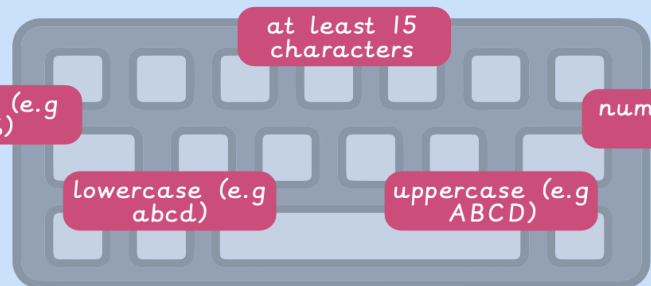 at least 15
characters
(e.g
lowercase (e.g
abcd)
uppercase (e.g
ABCD)